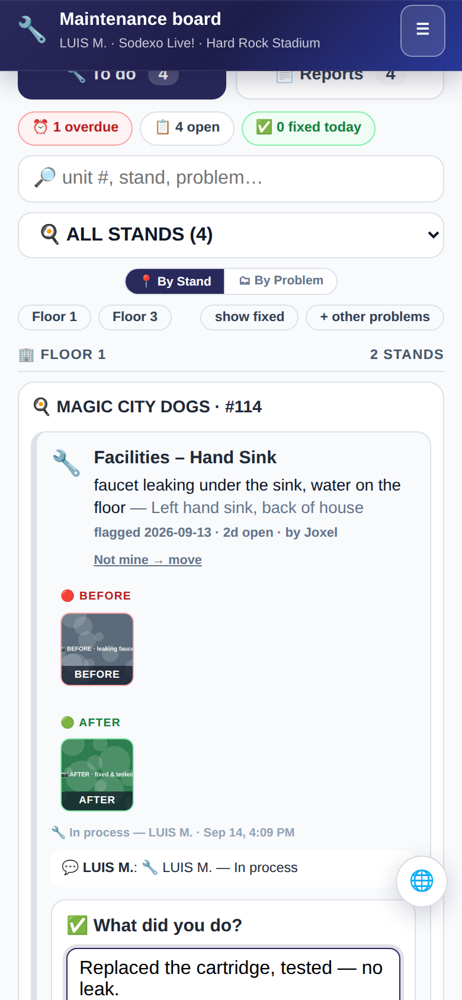 Maintenance board
LUIS M. · Sodexo Live! · Hard Rock Stadium
☰
🔧 To do 4
📄 Reports 4
⏰ 1 overdue
📋 4 open
✅ 0 fixed today
🔎 unit #, stand, problem…
🍳 ALL STANDS (4)
📍 By Stand
🗂 By Problem
Floor 1
Floor 3
show fixed
+ other problems
🏢 FLOOR 1
2 STANDS
🍳 MAGIC CITY DOGS · #114
Facilities – Hand Sink
faucet leaking under the sink, water on the
floor — Left hand sink, back of house
flagged 2026-09-13 · 2d open · by Joxel
Not mine → move
🔴 BEFORE
BEFORE · leaking fauce
BEFORE
🟢 AFTER
📷 AFTER · fixed & tested
AFTER
🔧 In process — LUIS M. · Sep 14, 4:09 PM
💬 LUIS M.: 🔧 LUIS M. — In process
✅ What did you do?
Replaced the cartridge, tested — no
leak.